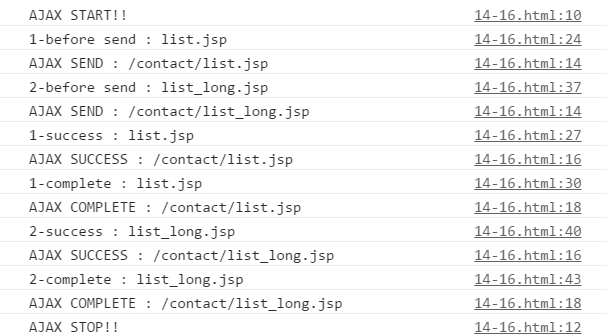 AJAX START!! 14-16.html:10
1-before send : list.jsp 14-16.html:24
AJAX SEND : /contact/list.jsp 14-16.html:14
2-before send : list_long.jsp 14-16.html:37
AJAX SEND : /contact/list_long.jsp 14-16.html:14
1-success : list.jsp 14-16.html:27
AJAX SUCCESS : /contact/list.jsp 14-16.html:16
1-complete : list.jsp 14-16.html:30
AJAX COMPLETE : /contact/list.jsp 14-16.html:18
2-success : list_long.jsp 14-16.html:40
AJAX SUCCESS : /contact/list_long.jsp 14-16.html:16
2-complete : list_long.jsp 14-16.html:43
AJAX COMPLETE : /contact/list_long.jsp 14-16.html:18
AJAX STOP!! 14-16.html:12